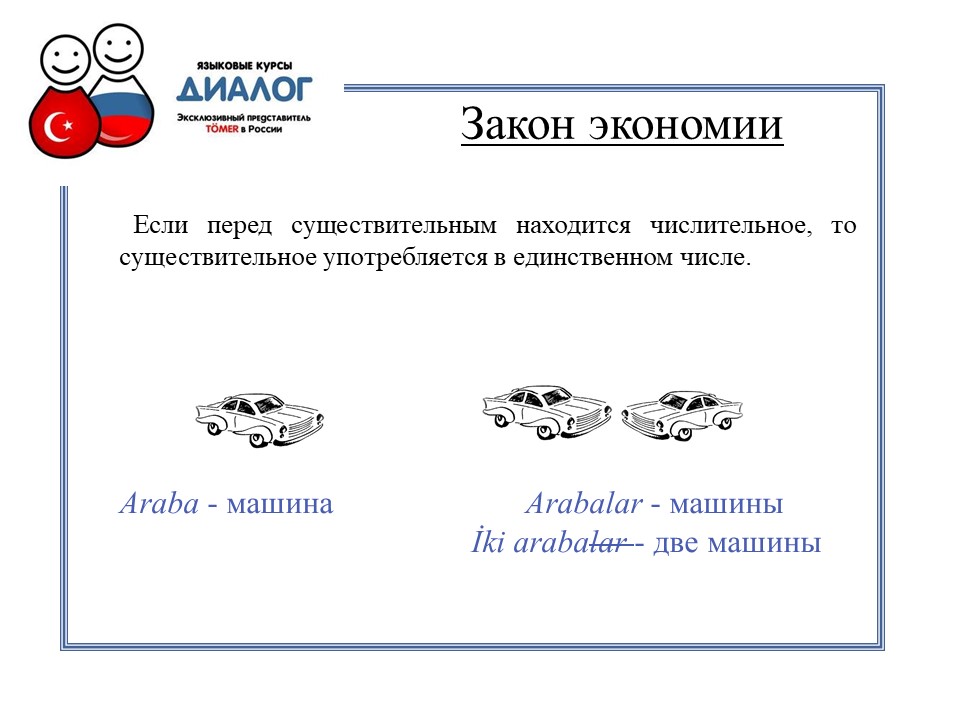 ЯЗЫКОВЫЕ КУРСЫ
ДИАЛОГ
Эксклюзивный представитель
TÖMER в России
Закон экономии
Если перед существительным находится числительное, то
существительное употребляется в единственном числе.
Araba - машина
Arabalar - машины
İki arabalar - две машины